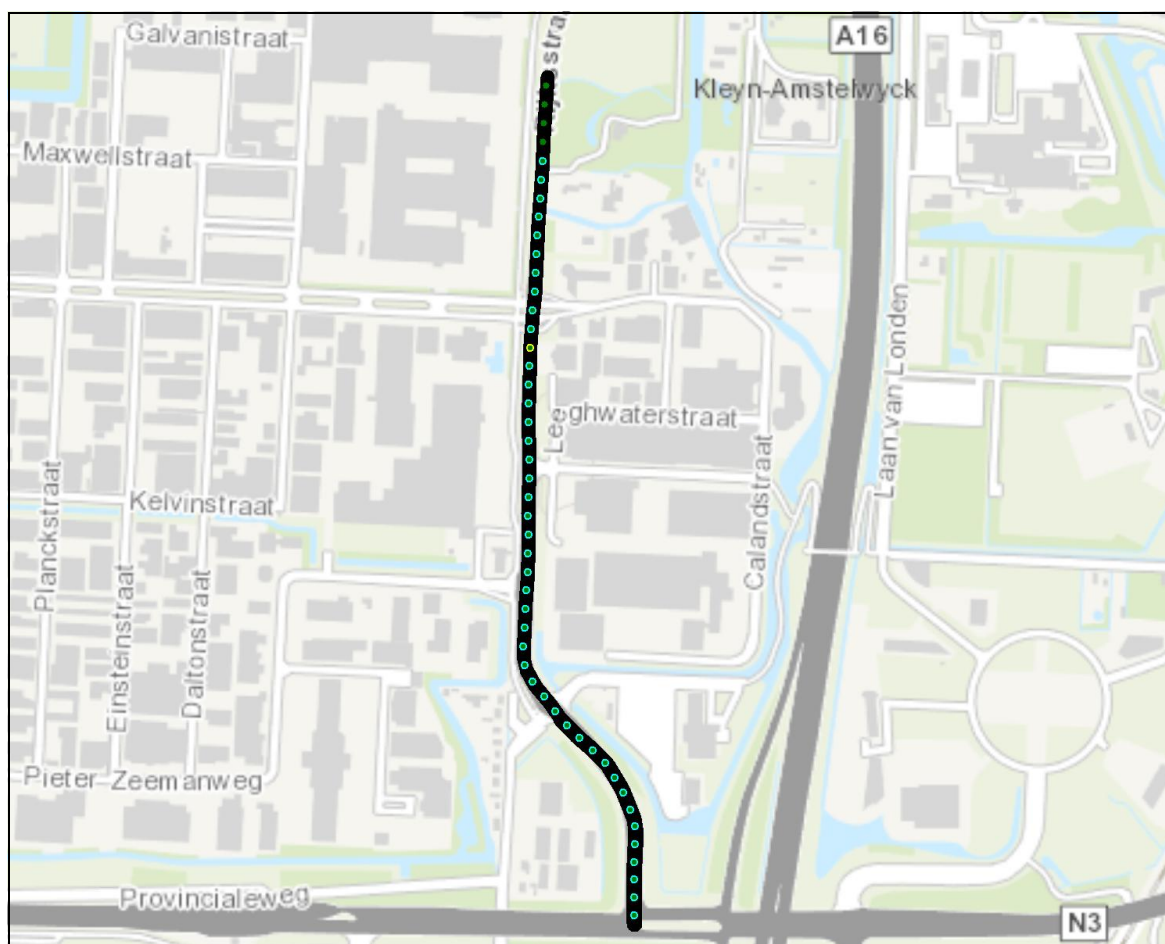 Galvanistraat
A16
Kleyn-Amstelwyck
Maxwellstraat
Laan van Londen
Leeghwaterstraat
Kelvinstraat
Calandstraat
Planckstraat
Einsteinstraat
Daltonstraat
Pieter Zeemanweg
Provincialeweg
N3